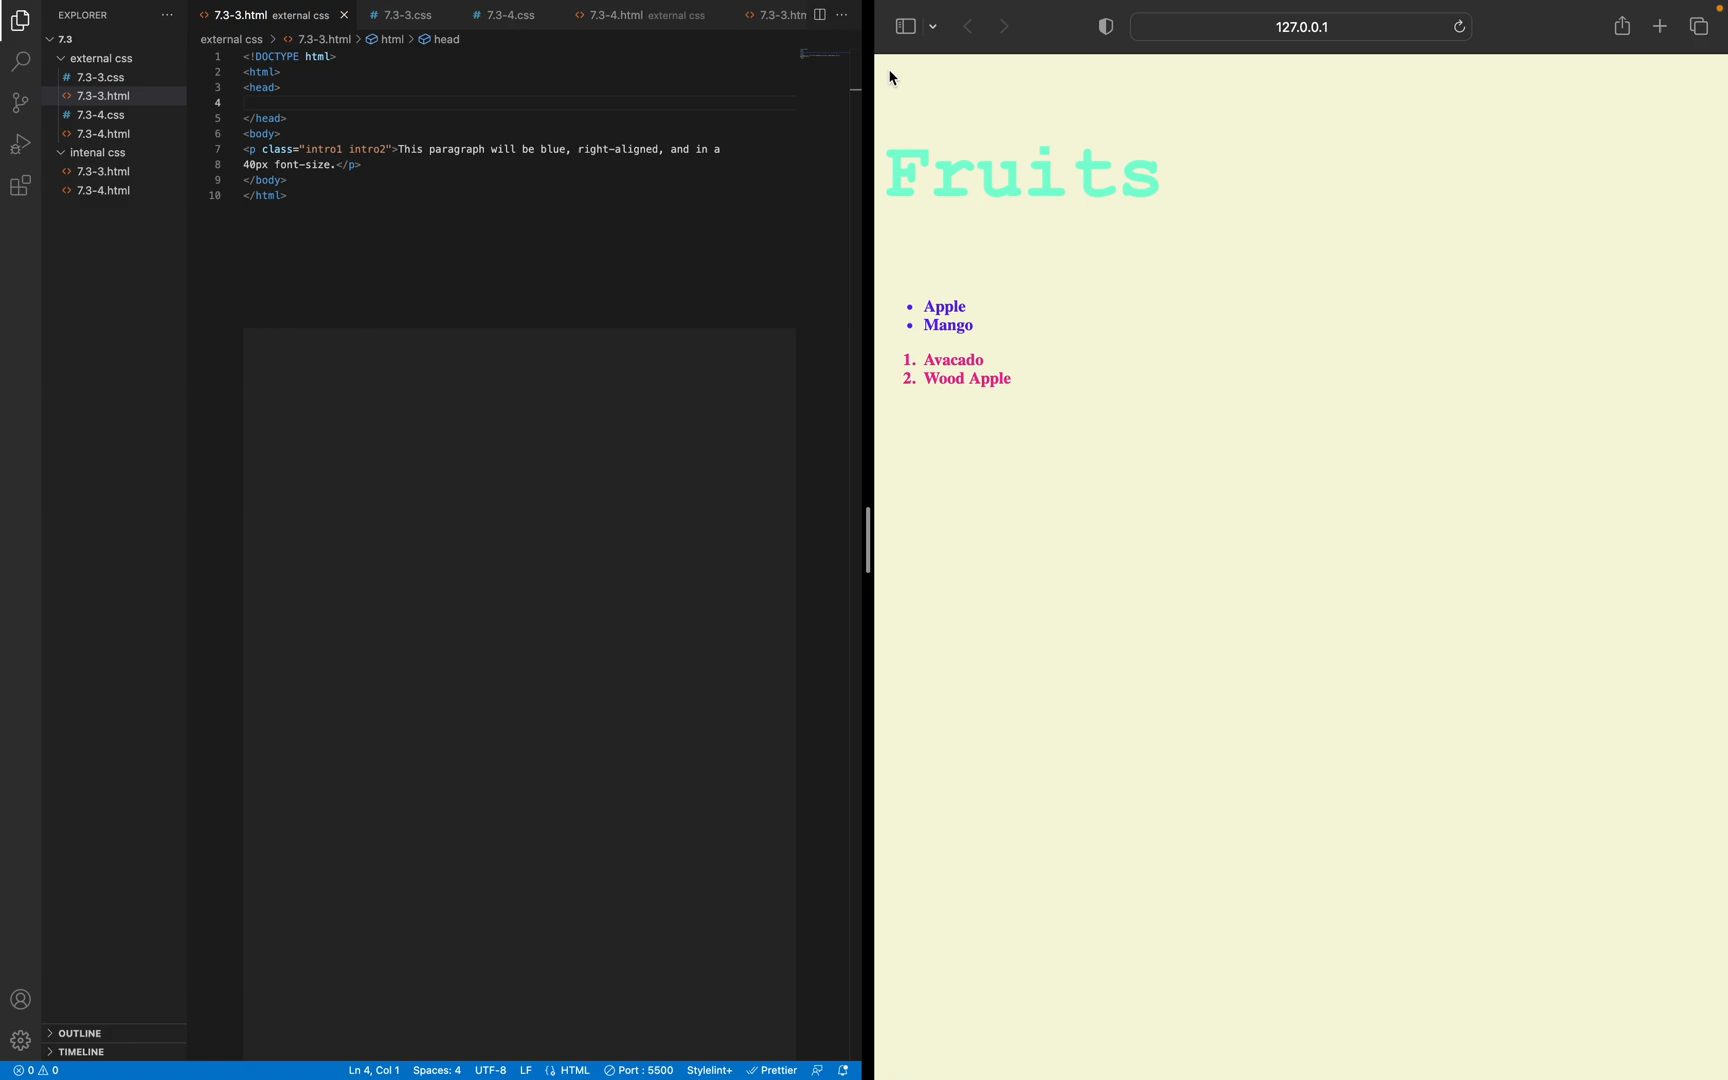 EXPLORER
7.3
external css
7.3-3.css
7.3-3.html
7.3-4.css
7.3-4.html
intenal css
7.3-3.html
7.3-4.html
OUTLINE
TIMELINE
7.3-3.html external css
7.3-3.css
7.3-4.css
7.3-4.html external css
7.3-3.htm
external css > 7.3-3.html > html > head
1 <!DOCTYPE html>
2 <html>
3 <head>
4
5 </head>
6 <body>
7 <p class="intro1 intro2">This paragraph will be blue, right-aligned, and in a
8 40px font-size.</p>
9 </body>
10 </html>
0 0 Ln 4, Col 1 Spaces: 4 UTF-8 LF HTML Port : 5500 Stylelint+ Prettier
127.0.0.1
Fruits
• Apple
• Mango
1. Avacado
2. Wood Apple